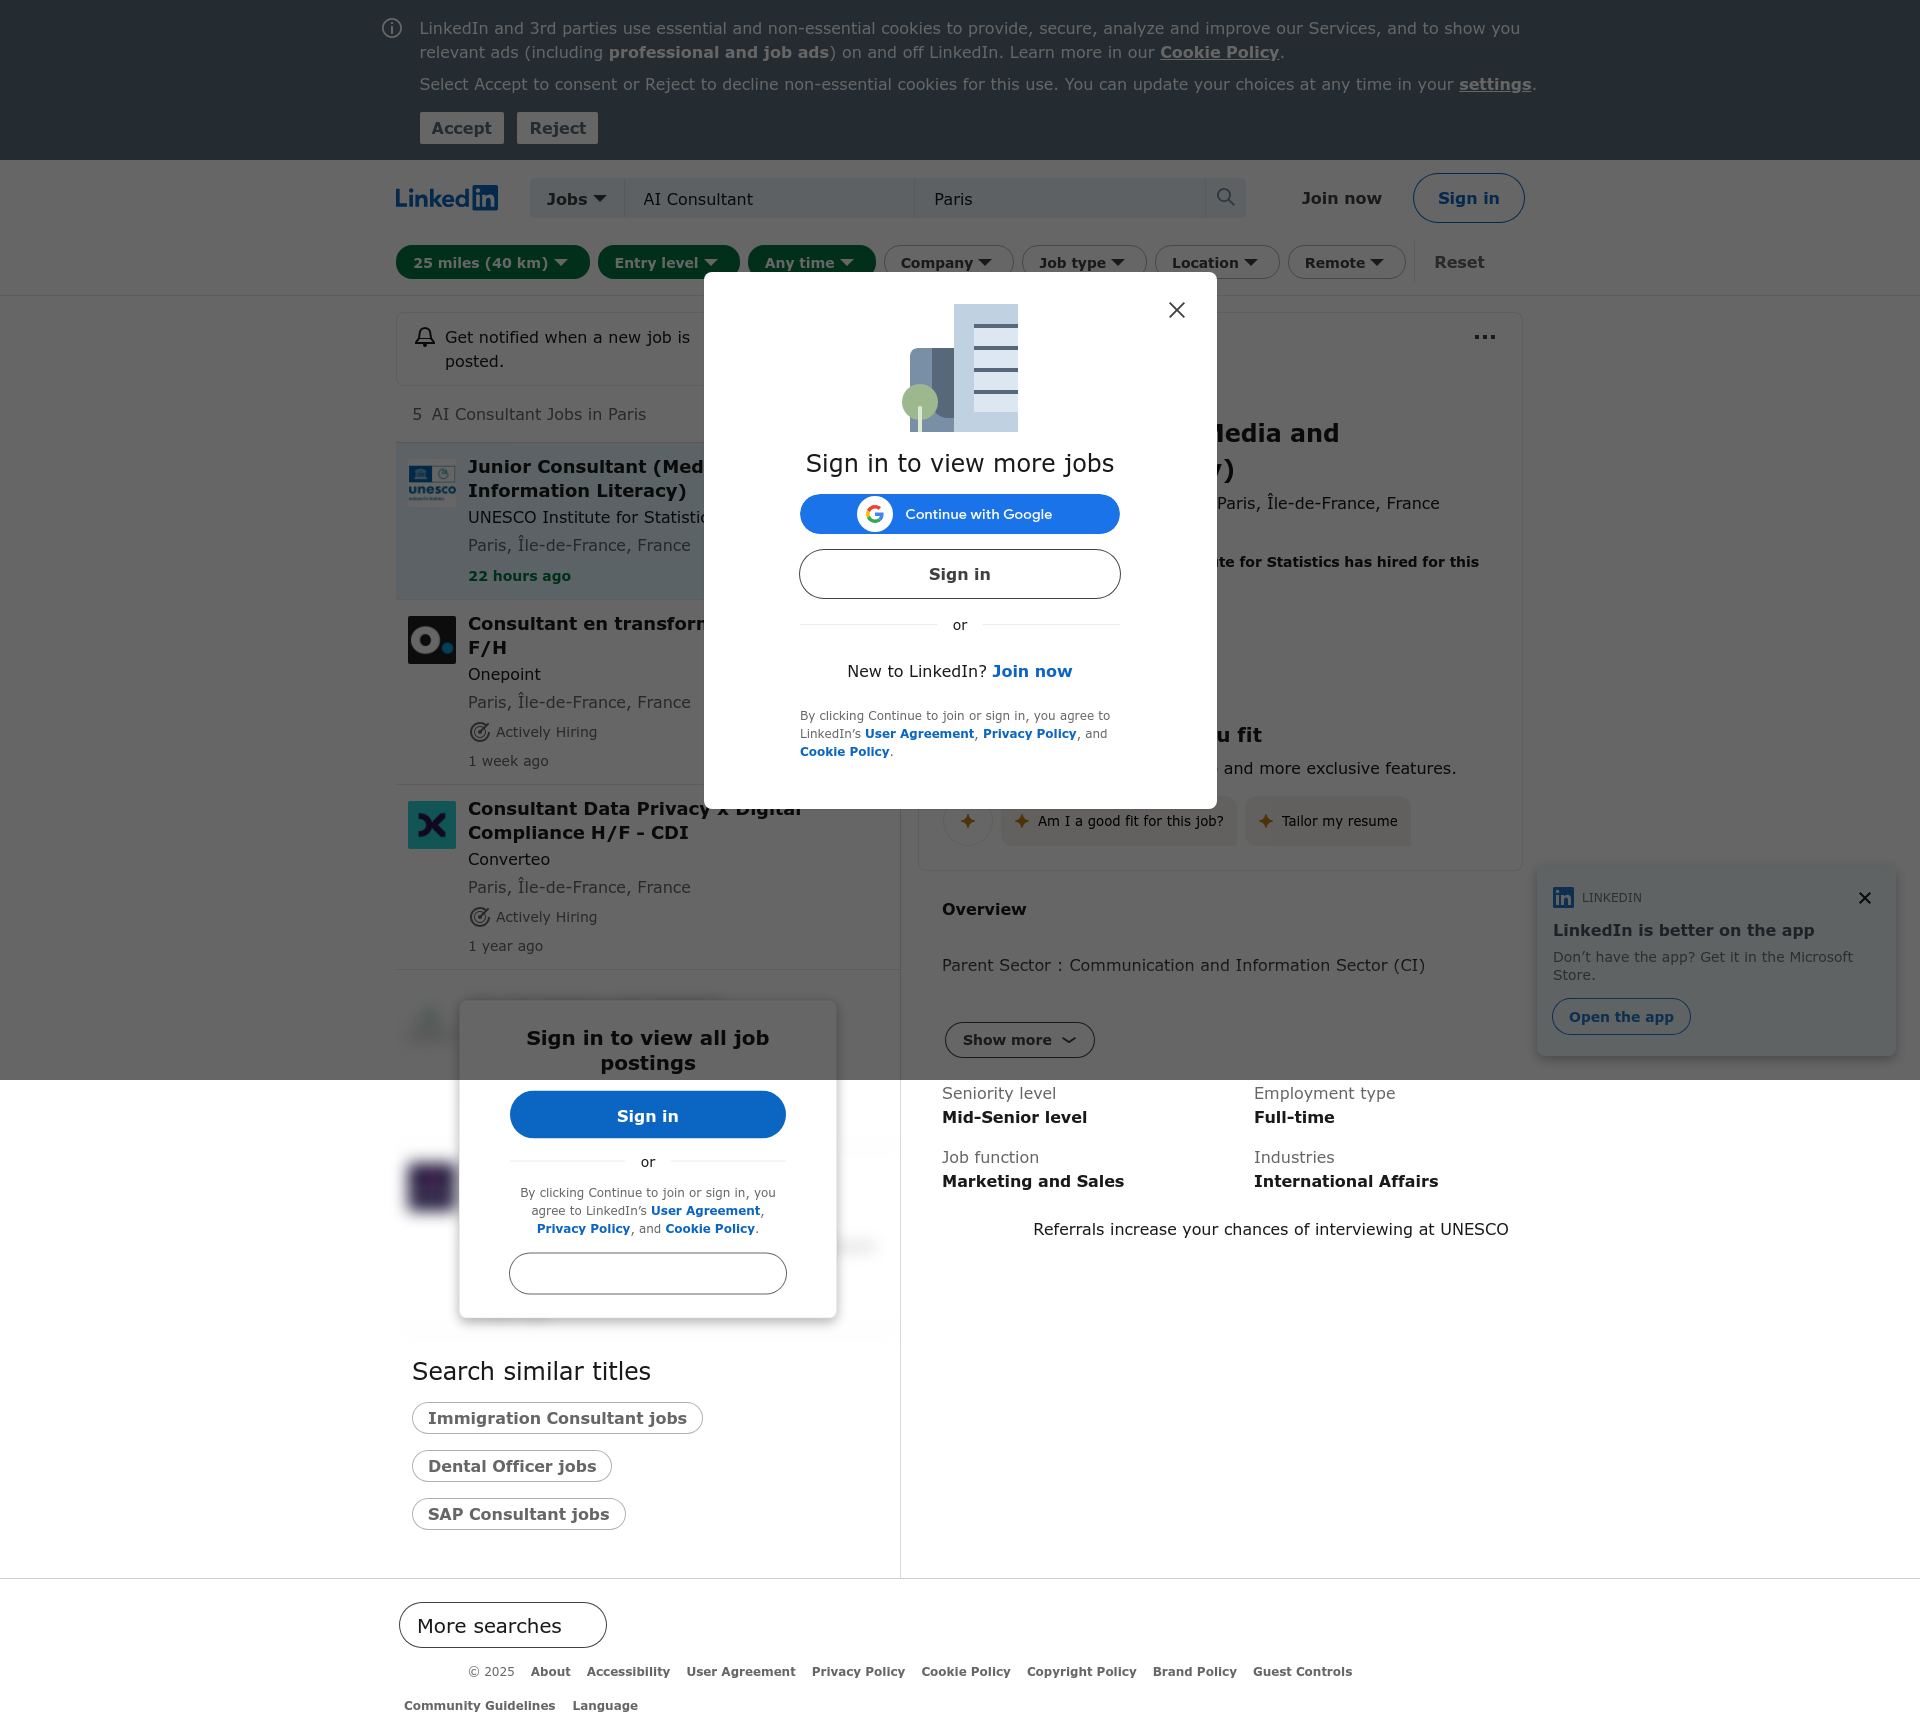 LinkedIn and 3rd parties use essential and non-essential cookies to provide, secure, analyze and improve our Services, and to show you
relevant ads (including professional and job ads) on and off LinkedIn. Learn more in our Cookie Policy.
Select Accept to consent or Reject to decline non-essential cookies for this use. You can update your choices at any time in your settings.
Accept Reject
Linkedin Jobs AI Consultant Paris Join now Sign in
25 miles (40 km) Entry level Any time Company Job type Location Remote Reset
Get notified when a new job is
posted.
5 AI Consultant Jobs in Paris
Junior Consultant (Med
Information Literacy)
unesco
UNESCO Institute for Statistic
Paris, Île-de-France, France
22 hours ago
Consultant en transforr
F/H
Onepoint
Paris, Île-de-France, France
Actively Hiring
1 week ago
Consultant Data Privacy x Digital
Compliance H/F - CDI
Converteo
Paris, Île-de-France, France
Actively Hiring
1 year ago
Sign in to view more jobs
Continue with Google
Sign in
or
New to LinkedIn? Join now
By clicking Continue to join or sign in, you agree to
LinkedIn’s User Agreement, Privacy Policy, and
Cookie Policy.
Media and
y)
Paris, Île-de-France, France
ute for Statistics has hired for this
u fit
and more exclusive features.
Am I a good fit for this job? Tailor my resume
Overview
Parent Sector : Communication and Information Sector (CI)
Show more
Seniority level
Mid-Senior level
Employment type
Full-time
Job function
Marketing and Sales
Industries
International Affairs
Referrals increase your chances of interviewing at UNESCO
in LINKEDIN
LinkedIn is better on the app
Don’t have the app? Get it in the Microsoft
Store.
Open the app
Sign in to view all job
postings
Sign in
or
By clicking Continue to join or sign in, you
agree to LinkedIn’s User Agreement,
Privacy Policy, and Cookie Policy.
Search similar titles
Immigration Consultant jobs
Dental Officer jobs
SAP Consultant jobs
More searches
© 2025 About Accessibility User Agreement Privacy Policy Cookie Policy Copyright Policy Brand Policy Guest Controls
Community Guidelines Language